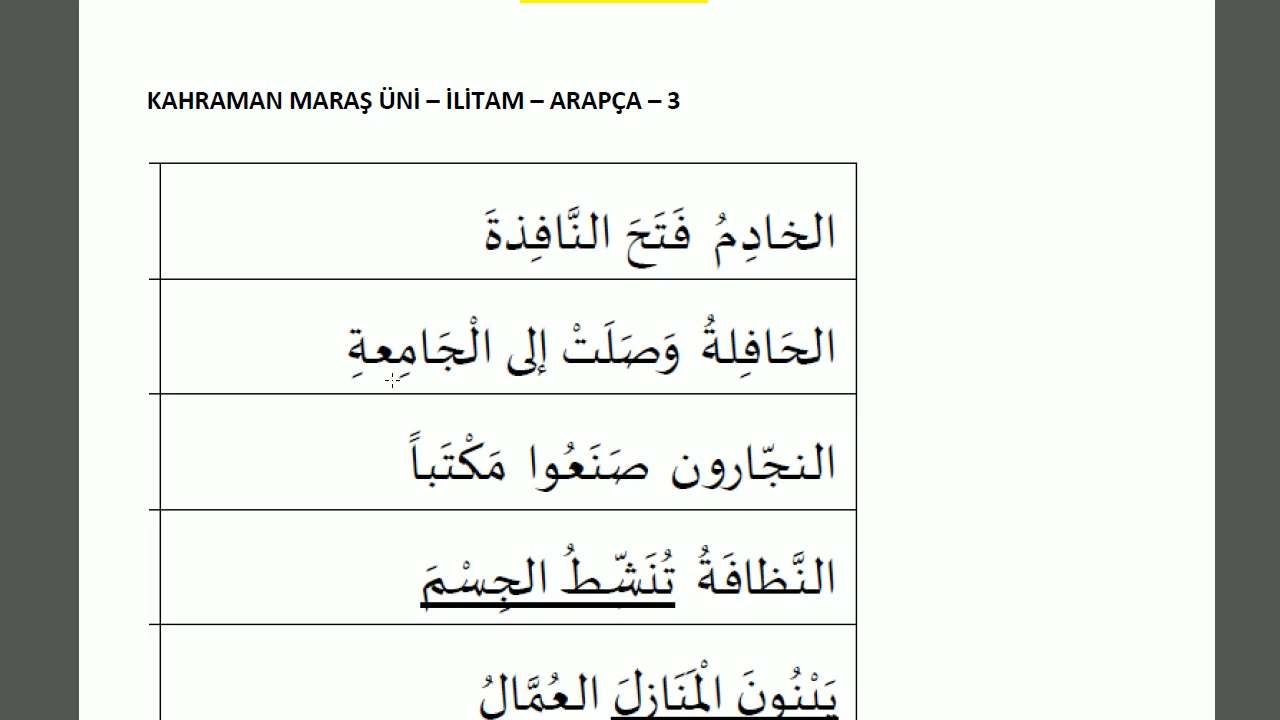 KAHRAMAN MARAŞ ÜNİ – İLİTAM – ARAPÇA – 3
الخادِمُ فَتَحَ النَّافِذةَ
الحَافِلةُ وَصَلَتْ إلى الْجَامِعةِ
النجّارون صَنَعُوا مَكْتَباً
النَّظافَةُ تُنَشّطُ الجِسْمَ
يَبْنُونَ الْمَنَازِلَ العُمَّالُ